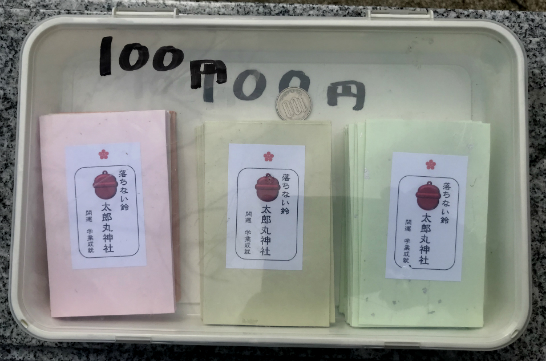 100円
100円
落ちない鈴
太郎丸神社
開運 学業成就
落ちない鈴
太郎丸神社
開運 学業成就
落ちない鈴
太郎丸神社
開運 学業成就